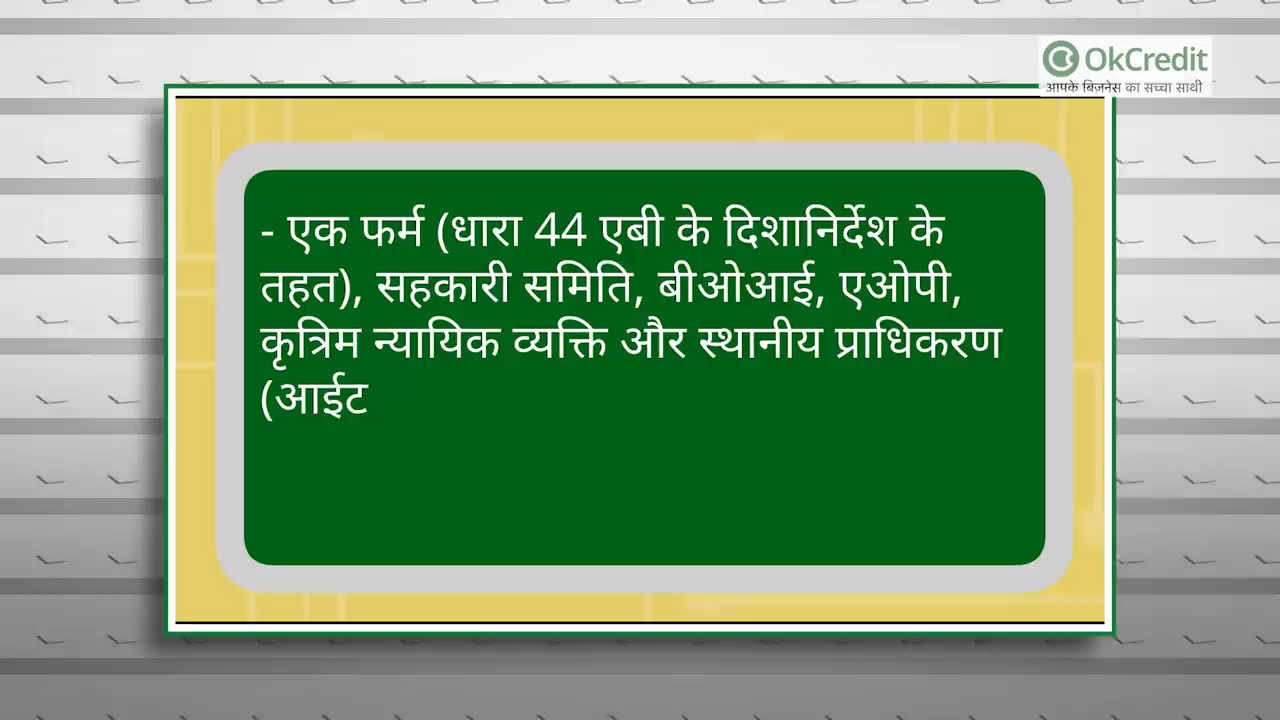 OkCredit
आपके बिज़नेस का सच्चा साथी
- एक फर्म (धारा 44 एबी के दिशानिर्देश के
तहत), सहकारी समिति, बीओआई, एओपी,
कृत्रिम न्यायिक व्यक्ति और स्थानीय प्राधिकरण
(आईट